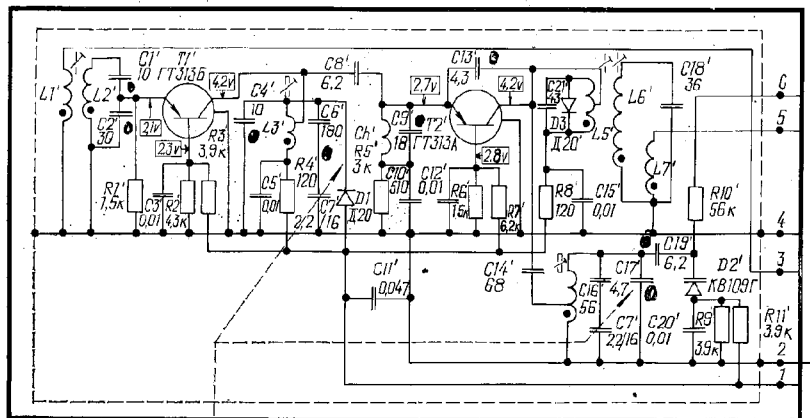 L1'
L2'
C1'
10
C2'
30
T1'
ГТ313Б
2.1v
4.2v
2.3v
R3
3,9к
R1'
1,5к
C3'
0,01
R2'
4,3к
C4'
10
L3'
C5'
0,01
R4'
120
C6'
180
C7'
2/2/16
D1
Д20
C8'
6,2
Ch'
R5'
3к
C9'
18
C10'
510
C11'
0,047
2.7v
T2'
ГТ313А
2.8v
C12'
0,01
R6'
15к
R7'
6,2к
C13'
4,3
4.2v
C21'
43
D3
Д20'
L5'
R8
120
C15'
0,01
C14'
68
L6'
L7'
C18'
36
C16'
56
C17'
4,7
C7'
22/16
C19'
6,2
C20'
0,01
R10'
56к
D2'
КВ109Г
R9'
3,9к
R11'
3,9к
6
5
4
3
2
1